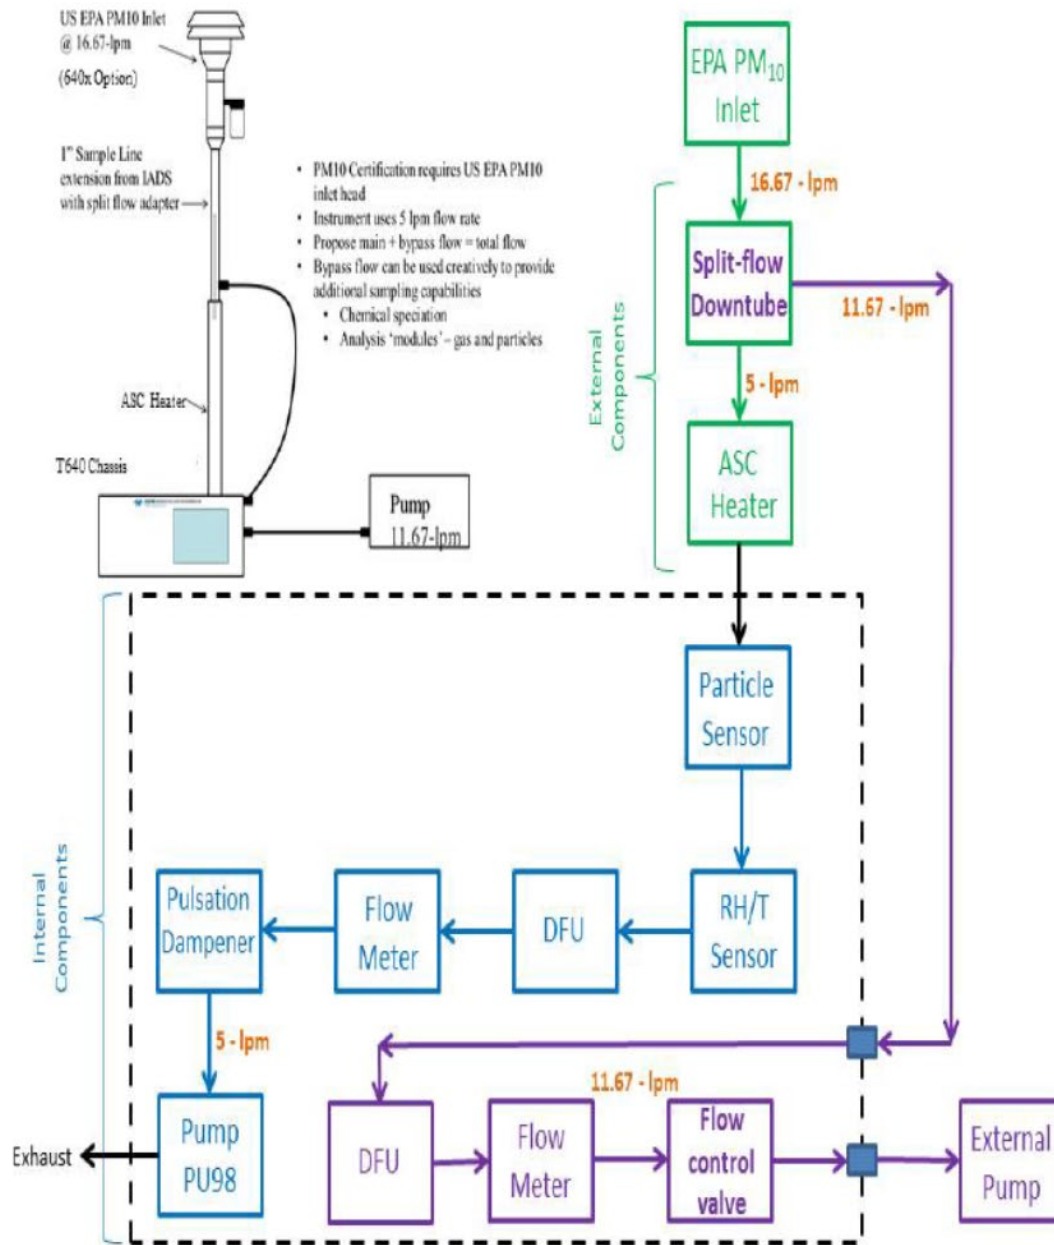 US EPA PM10 Inlet
@ 16.67-lpm
(640x Option)
1" Sample Line
extension from IADS
with split flow adapter
ASC Heater
T640 Chassis
Pump
11.67-lpm
• PM10 Certification requires US EPA PM10
inlet head
• Instrument uses 5 lpm flow rate
• Propose main + bypass flow = total flow
• Bypass flow can be used creatively to provide
additional sampling capabilities
• Chemical speciation
• Analysis 'modules' – gas and particles
EPA PM10
Inlet
16.67 - lpm
Split-flow
Downtube
11.67 - lpm
5 - lpm
ASC
Heater
External
Components
Particle
Sensor
RH/T
Sensor
DFU
Flow
Meter
Pulsation
Dampener
Internal
Components
5 - lpm
Pump
PU98
Exhaust
11.67 - lpm
DFU
Flow
Meter
Flow
control
valve
External
Pump